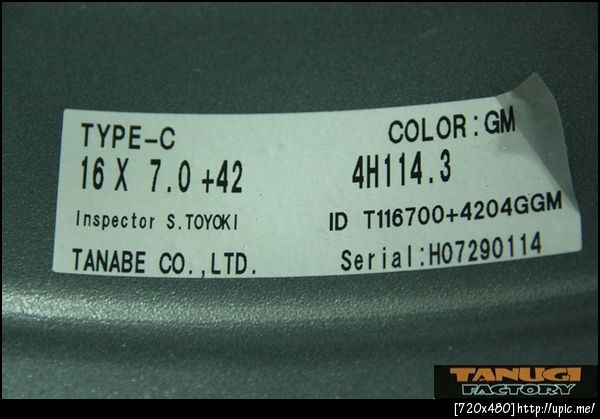 TYPE-C COLOR:GM
16 X 7.0 +42 4H114.3
Inspector S.TOYOKI ID T116700+4204GGM
TANABE CO.,LTD. Serial:H07290114
TANUGI
FACTORY
[720x480]http://upic.me/